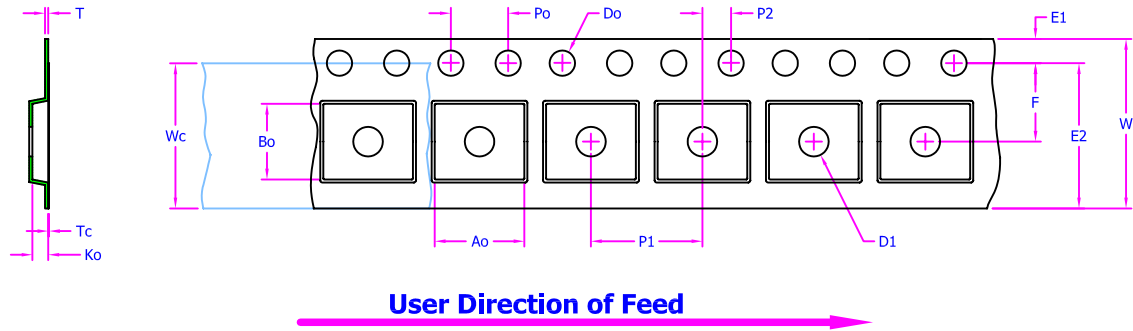 T
Po
Do
P2
E1
Wc
Bo
F
E2
W
Tc
Ko
Ao
P1
D1
User Direction of Feed